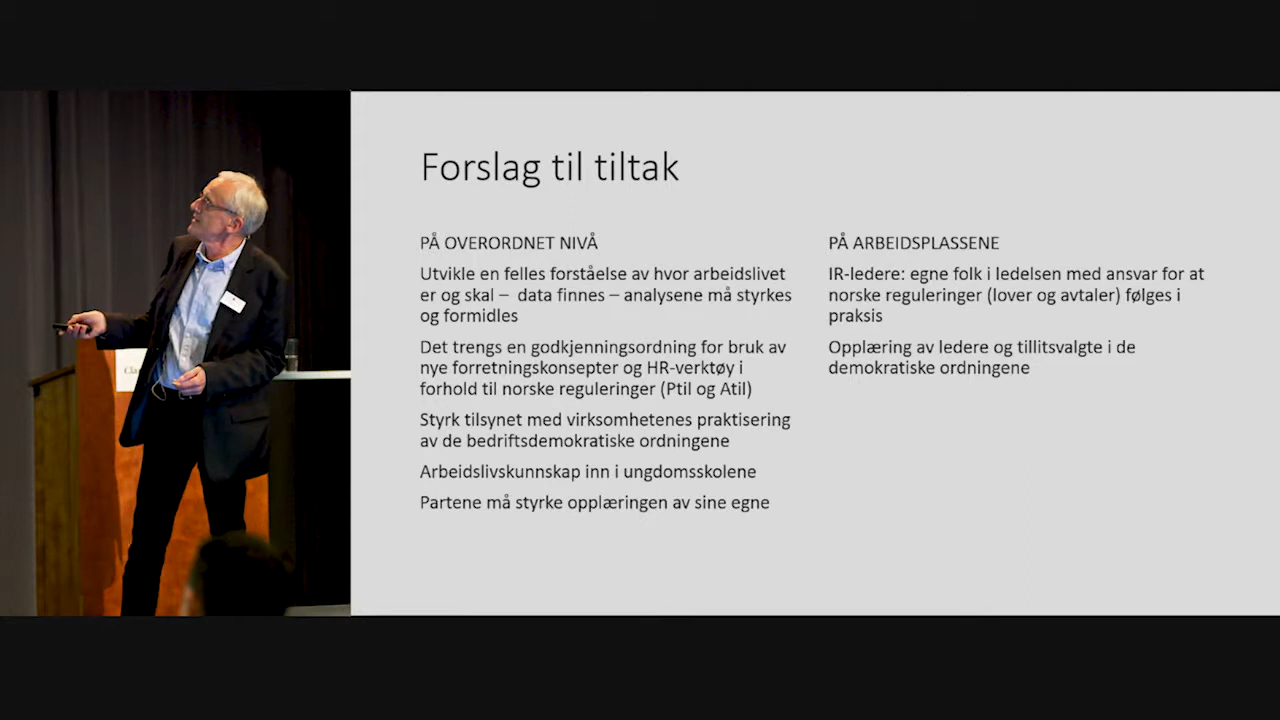 Forslag til tiltak
PÅ OVERORDNET NIVÅ
Utvikle en felles forståelse av hvor arbeidslivet
er og skal –  data finnes – analysene må styrkes
og formidles
Det trengs en godkjenningsordning for bruk av
nye forretningskonsepter og HR-verktøy i
forhold til norske reguleringer (Ptil og Atil)
Styrk tilsynet med virksomhetenes praktisering
av de bedriftsdemokratiske ordningene
Arbeidslivskunnskap inn i ungdomsskolene
Partene må styrke opplæringen av sine egne
PÅ ARBEIDSPLASSENE
IR-ledere: egne folk i ledelsen med ansvar for at
norske reguleringer (lover og avtaler) følges i
praksis
Opplæring av ledere og tillitsvalgte i de
demokratiske ordningene